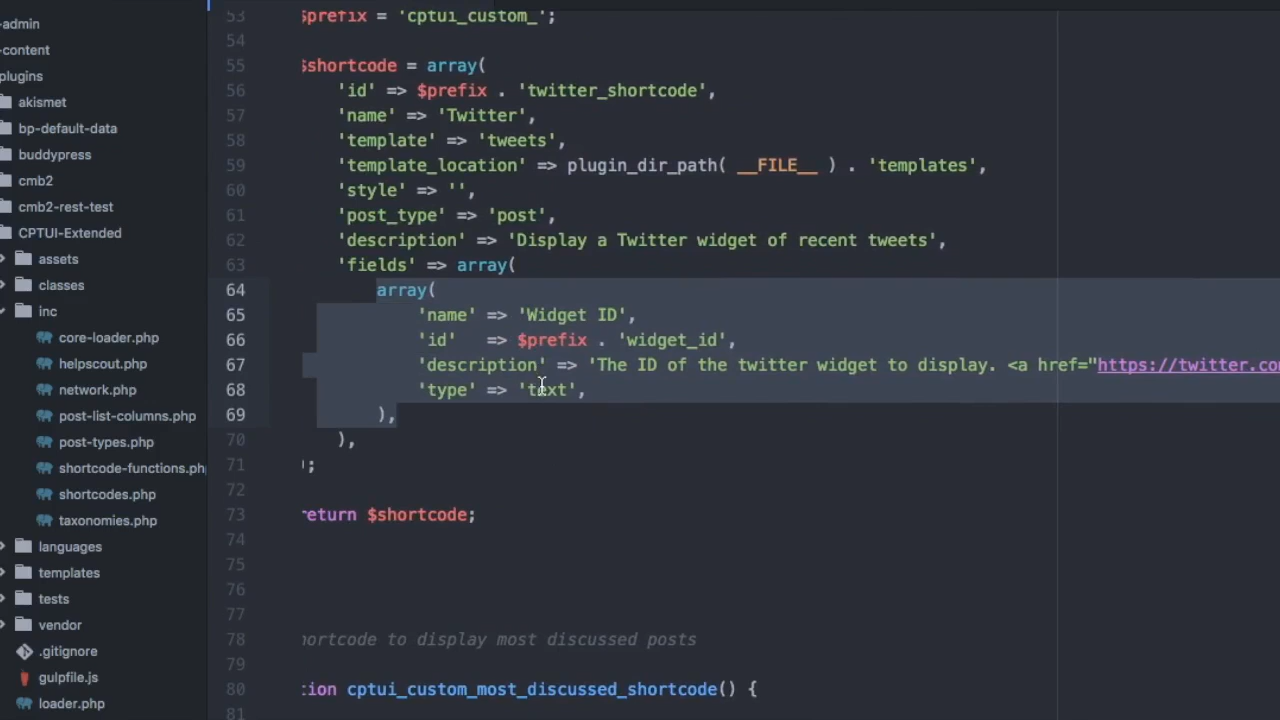 -admin
-content
plugins
akismet
bp-default-data
buddypress
cmb2
cmb2-rest-test
CPTUI-Extended
assets
classes
inc
core-loader.php
helpscout.php
network.php
post-list-columns.php
post-types.php
shortcode-functions.php
shortcodes.php
taxonomies.php
languages
templates
tests
vendor
.gitignore
gulpfile.js
loader.php
53 $prefix = 'cptui_custom_';
54
55 $shortcode = array(
56 'id' => $prefix . 'twitter_shortcode',
57 'name' => 'Twitter',
58 'template' => 'tweets',
59 'template_location' => plugin_dir_path( __FILE__ ) . 'templates',
60 'style' => '',
61 'post_type' => 'post',
62 'description' => 'Display a Twitter widget of recent tweets',
63 'fields' => array(
64 array(
65 'name' => 'Widget ID',
66 'id' => $prefix . 'widget_id',
67 'description' => 'The ID of the twitter widget to display. <a href="https://twitter.co
68 'type' => 'text',
69 ),
70 ),
71 );
72
73 return $shortcode;
74
75
76
77
78 hortcode to display most discussed posts
79
80 tion cptui_custom_most_discussed_shortcode() {
81